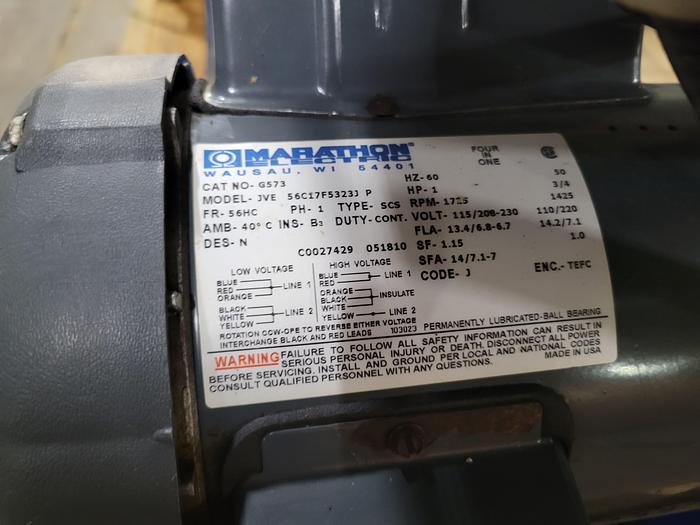 MARATHON
ELECTRIC
WAUSAU, WI 54401
FOUR IN ONE
CAT NO- G573 HZ- 60 50
MODEL- JVE 56C17F5323J P HP- 1 3/4
FR- 56HC PH- 1 TYPE- SCS RPM- 1725 1425
AMB- 40°C INS- B3 DUTY- CONT. VOLT- 115/208-230 110/220
DES- N FLA- 13.4/6.8-6.7 14.2/7.1
C0027429 051810 SF- 1.15 1.0
SFA- 14/7.1-7
CODE- J ENC.- TEFC
LOW VOLTAGE HIGH VOLTAGE
BLUE BLUE
RED LINE 1 RED LINE 1
ORANGE ORANGE
BLACK BLACK INSULATE
WHITE LINE 2 WHITE LINE 2
YELLOW YELLOW
ROTATION CCW-OPE TO REVERSE EITHER VOLTAGE
INTERCHANGE BLACK AND RED LEADS 103023 PERMANENTLY LUBRICATED-BALL BEARING
WARNING FAILURE TO FOLLOW ALL SAFETY INFORMATION CAN RESULT IN
SERIOUS PERSONAL INJURY OR DEATH. DISCONNECT ALL POWER
BEFORE SERVICING. INSTALL AND GROUND PER LOCAL AND NATIONAL CODES
CONSULT QUALIFIED PERSONNEL WITH ANY QUESTIONS. MADE IN USA